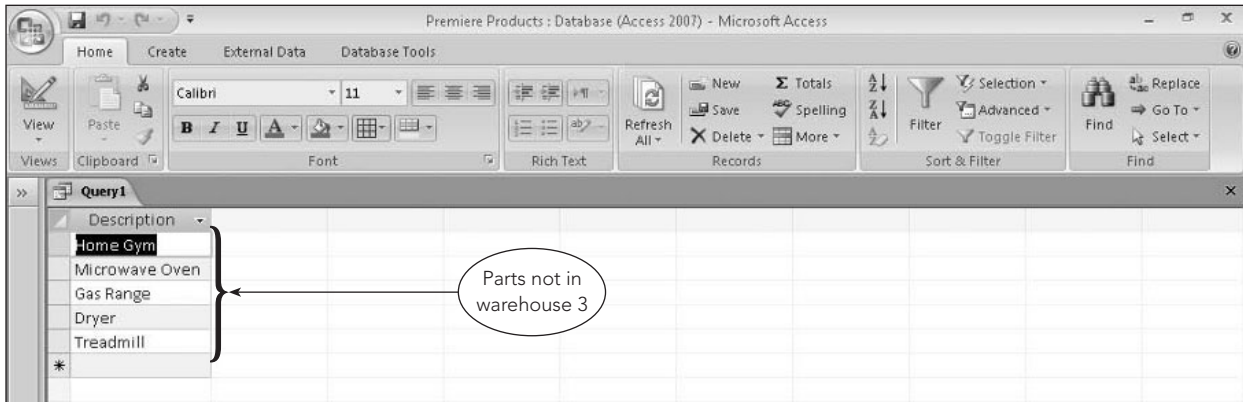 Premiere Products : Database (Access 2007) - Microsoft Access
Home Create External Data Database Tools
View
Paste
Calibri 11
B I U A
Refresh All
New
Save
Delete
Totals
Spelling
More
Filter
Selection
Advanced
Toggle Filter
Find
Replace
Go To
Select
Views Clipboard Font Rich Text Records Sort & Filter Find
Query1
Description
Home Gym
Microwave Oven
Gas Range
Dryer
Treadmill
Parts not in
warehouse 3